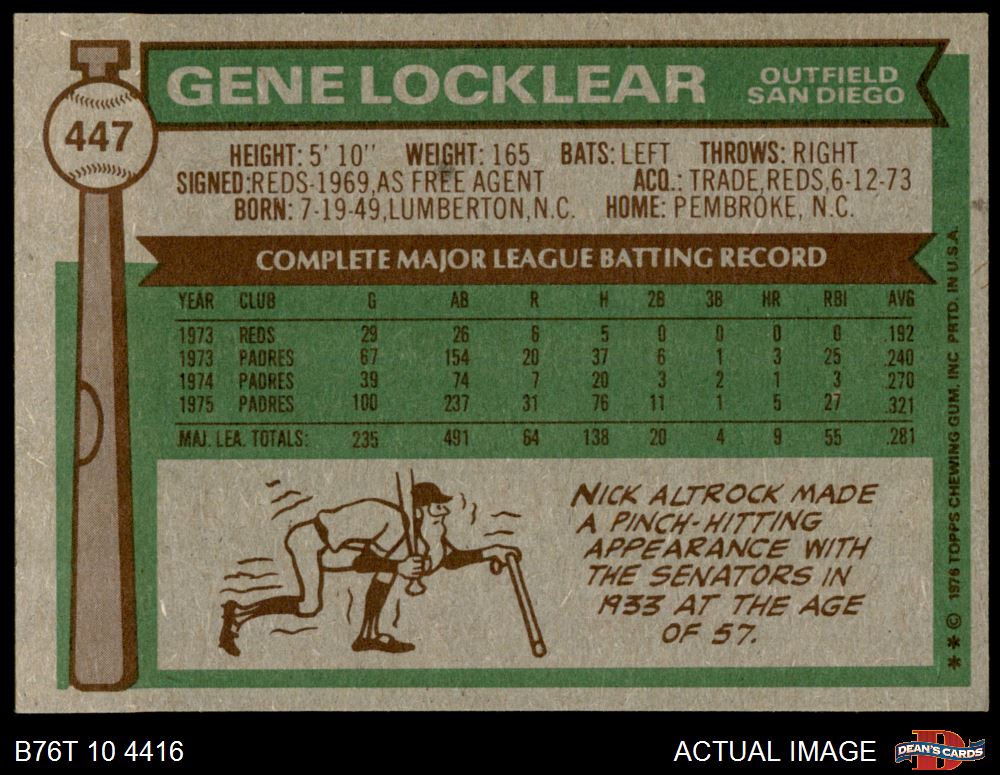 447
GENE LOCKLEAR
OUTFIELD
SAN DIEGO
HEIGHT: 5' 10" WEIGHT: 165 BATS: LEFT THROWS: RIGHT
SIGNED:REDS-1969,AS FREE AGENT ACQ.: TRADE,REDS,6-12-73
BORN: 7-19-49,LUMBERTON,N.C. HOME: PEMBROKE, N.C.
COMPLETE MAJOR LEAGUE BATTING RECORD
YEAR CLUB G AB R H 2B 3B HR RBI AVG
1973 REDS 29 26 6 5 0 0 0 0 .192
1973 PADRES 67 154 20 37 6 1 3 25 .240
1974 PADRES 39 74 7 20 3 2 1 3 .270
1975 PADRES 100 237 31 76 11 1 5 27 .321
MAJ. LEA. TOTALS: 235 491 64 138 20 4 9 55 .281
NICK ALTROCK MADE
A PINCH-HITTING
APPEARANCE WITH
THE SENATORS IN
1933 AT THE AGE
OF 57.
* * © 1976 TOPPS CHEWING GUM, INC PRTD. IN U.S.A.
B76T 10 4416
ACTUAL IMAGE
DEAN'S CARDS